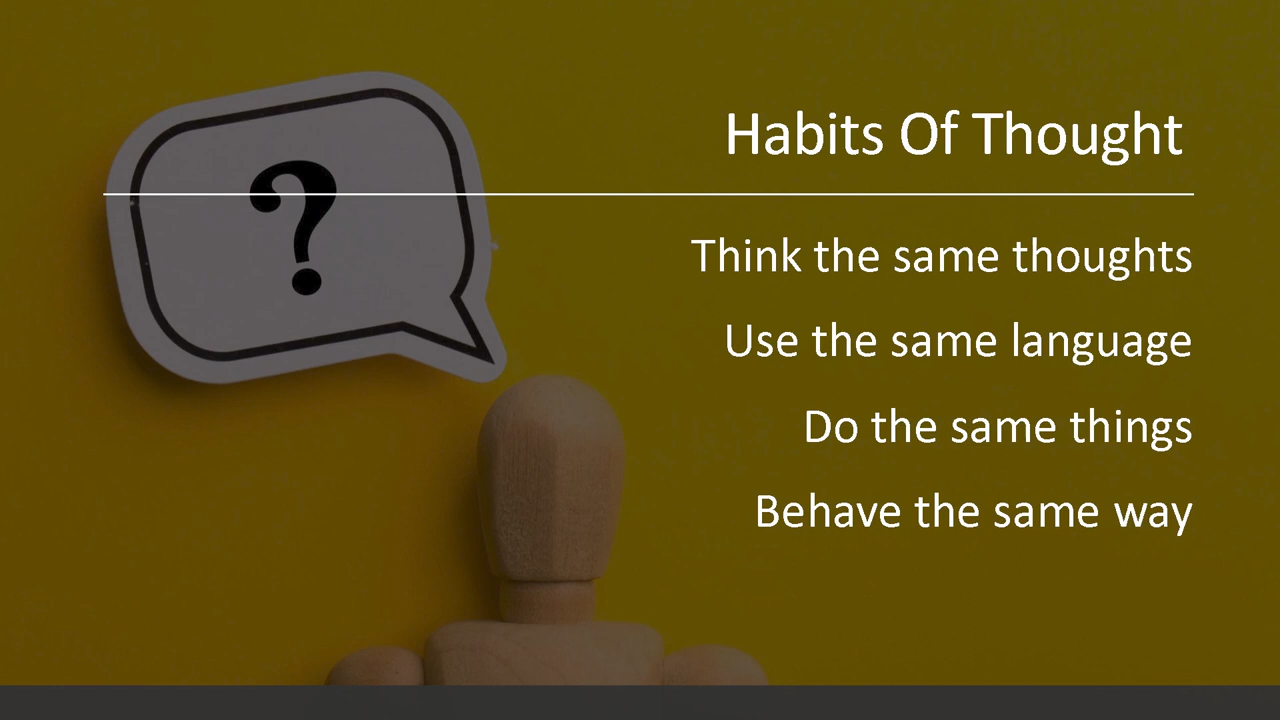 ?
Habits Of Thought
Think the same thoughts
Use the same language
Do the same things
Behave the same way